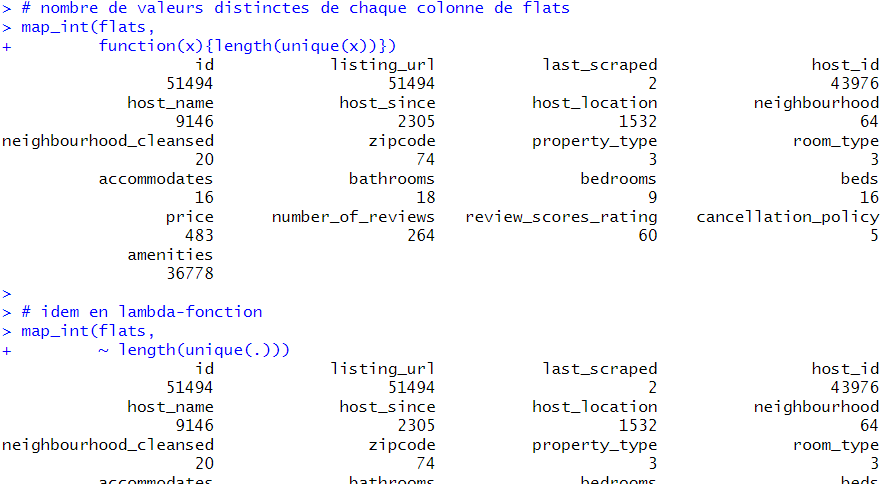 > # nombre de valeurs distinctes de chaque colonne de flats
> map_int(flats,
+         function(x){length(unique(x))})
                  id          listing_url         last_scraped              host_id
               51494                51494                    2                43976
           host_name           host_since        host_location        neighbourhood
                9146                 2305                 1532                   64
neighbourhood_cleansed              zipcode        property_type            room_type
                  20                   74                    3                    3
        accommodates            bathrooms             bedrooms                 beds
                  16                   18                    9                   16
               price    number_of_reviews review_scores_rating  cancellation_policy
                 483                  264                   60                    5
           amenities
               36778
>
> # idem en lambda-fonction
> map_int(flats,
+         ~ length(unique(.)))
                  id          listing_url         last_scraped              host_id
               51494                51494                    2                43976
           host_name           host_since        host_location        neighbourhood
                9146                 2305                 1532                   64
neighbourhood_cleansed              zipcode        property_type            room_type
                  20                   74                    3                    3
        accommodates            bathrooms             bedrooms                 beds